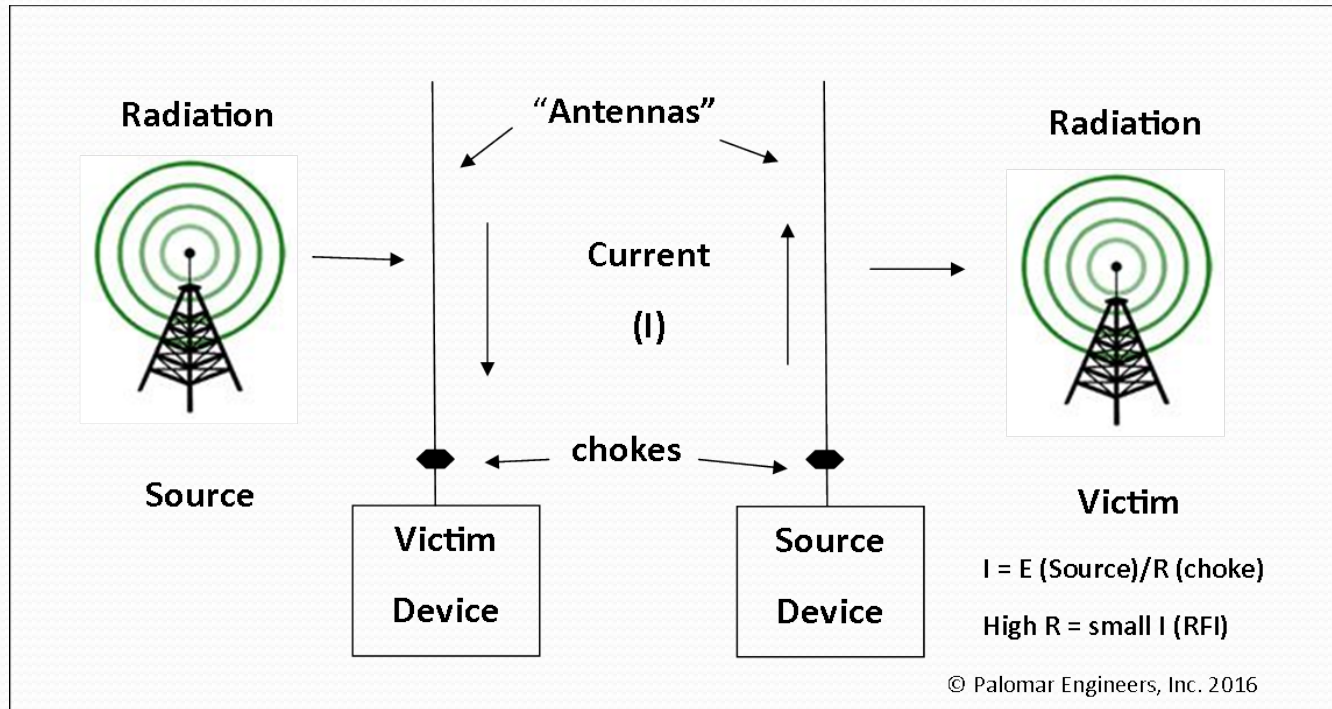 Radiation
“Antennas”
Radiation
Current
(I)
chokes
Source
Victim
Victim
Device
Source
Device
I = E (Source)/R (choke)
High R = small I (RFI)
© Palomar Engineers, Inc. 2016